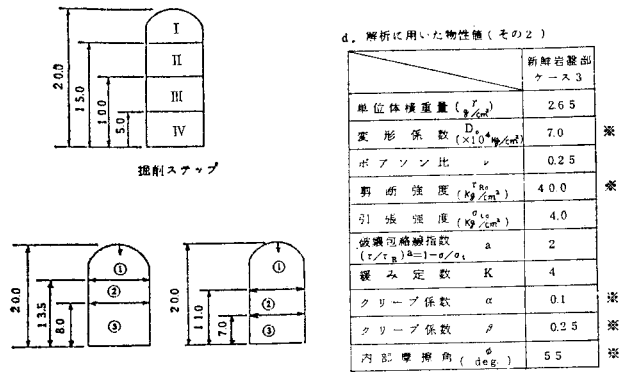 20.0
15.0
10.0
5.0
I
II
III
IV
掘削ステップ
20.0
13.5
8.0
①
②
③
20.0
11.0
7.0
①
②
③
d. 解析に用いた物性値(その2)
新鮮岩盤部
ケース3
単位体積重量 (γ g/cm³) 2.65
変形係数 D₀ (×10⁴ kg/cm²) 7.0 ※
ポアソン比 ν 0.25
剪断強度 τR₀ (kg/cm²) 40.0 ※
引張強度 (kg/cm²) 4.0
破壊包絡線指数 a 2
(τ/τR)ᵃ=1-σ/σt
緩み定数 K 4
クリープ係数 α 0.1 ※
クリープ係数 β 0.25 ※
内部摩擦角 φ (deg.) 55 ※